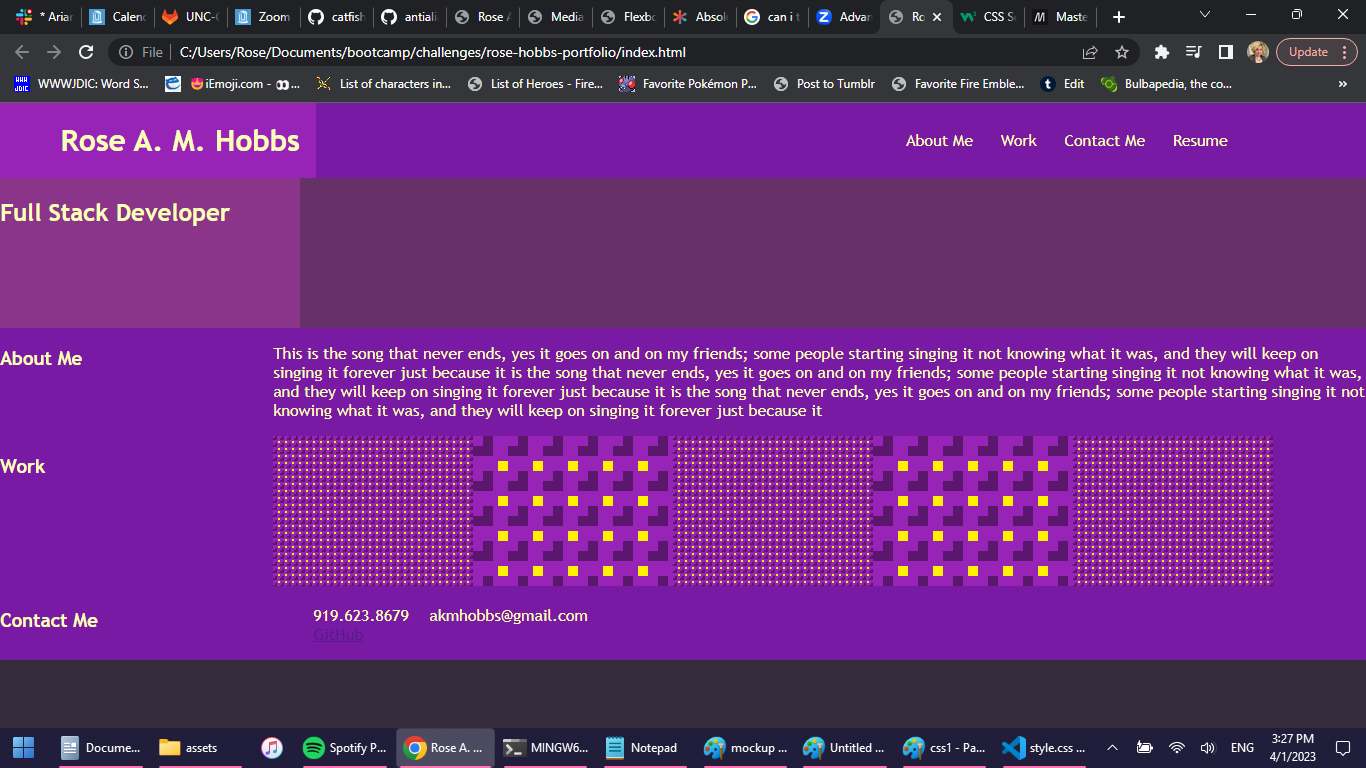 * Arian
Calend
UNC-C
Zoom
catfish
antiali
Rose A
Media
Flexbo
Absol
can i t
Advan
Ro
CSS So
Maste
File
C:/Users/Rose/Documents/bootcamp/challenges/rose-hobbs-portfolio/index.html
Update
WWWJDIC: Word S...
iEmoji.com - 👀...
List of characters in...
List of Heroes - Fire...
Favorite Pokémon P...
Post to Tumblr
Favorite Fire Emble...
Edit
Bulbapedia, the co...
»
Rose A. M. Hobbs
About Me
Work
Contact Me
Resume
Full Stack Developer
About Me
This is the song that never ends, yes it goes on and on my friends; some people starting singing it not knowing what it was, and they will keep on
singing it forever just because it is the song that never ends, yes it goes on and on my friends; some people starting singing it not knowing what it was,
and they will keep on singing it forever just because it is the song that never ends, yes it goes on and on my friends; some people starting singing it not
knowing what it was, and they will keep on singing it forever just because it
Work
Contact Me
919.623.8679 akmhobbs@gmail.com
GitHub
Docume...
assets
Spotify P...
Rose A. ...
MINGW6...
Notepad
mockup ...
Untitled ...
css1 - Pa...
style.css ...
ENG
3:27 PM
4/1/2023